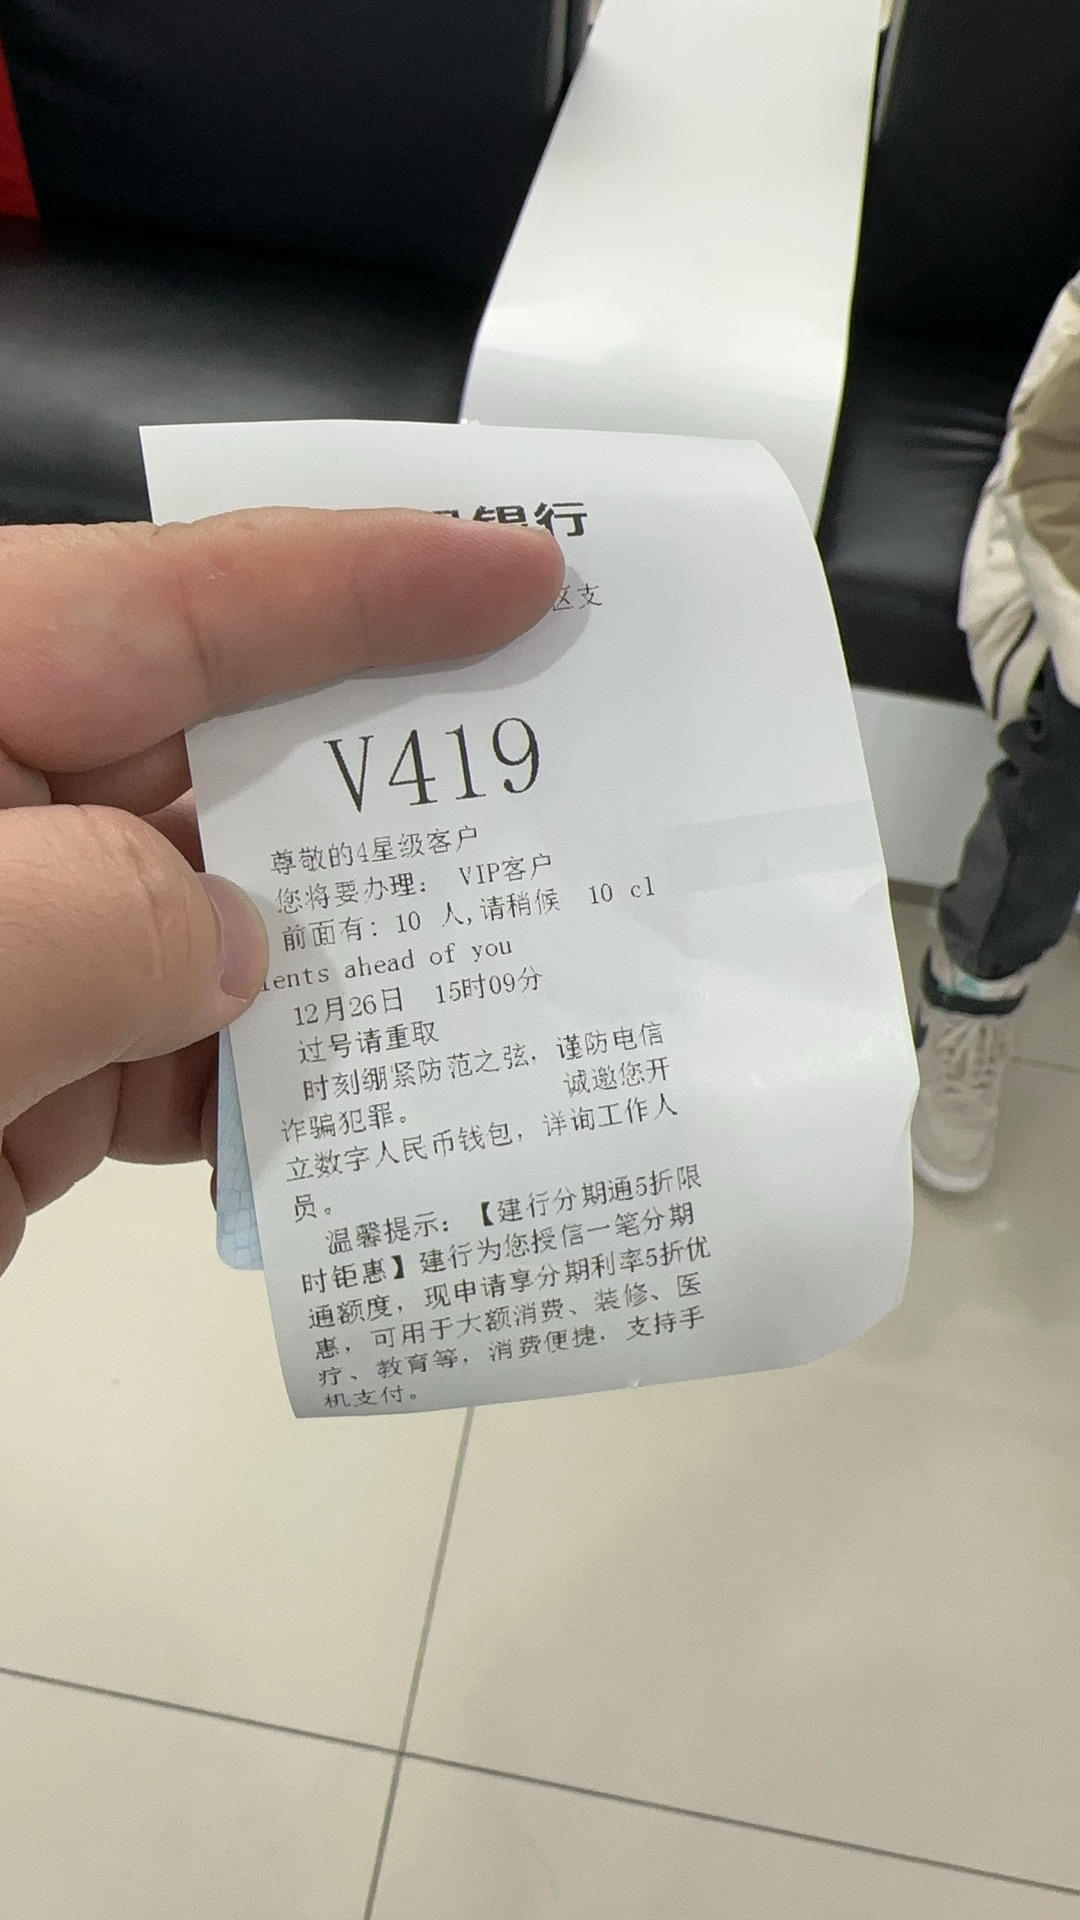 银行
区支
V419
尊敬的4星级客户
您将要办理： VIP客户
前面有: 10 人,请稍候 10 cl
ients ahead of you
12月26日 15时09分
过号请重取
时刻绷紧防范之弦，谨防电信
诈骗犯罪。 诚邀您开
立数字人民币钱包，详询工作人
员。
温馨提示：【建行分期通5折限
时钜惠】建行为您授信一笔分期
通额度，现申请享分期利率5折优
惠，可用于大额消费、装修、医
疗、教育等，消费便捷，支持手
机支付。